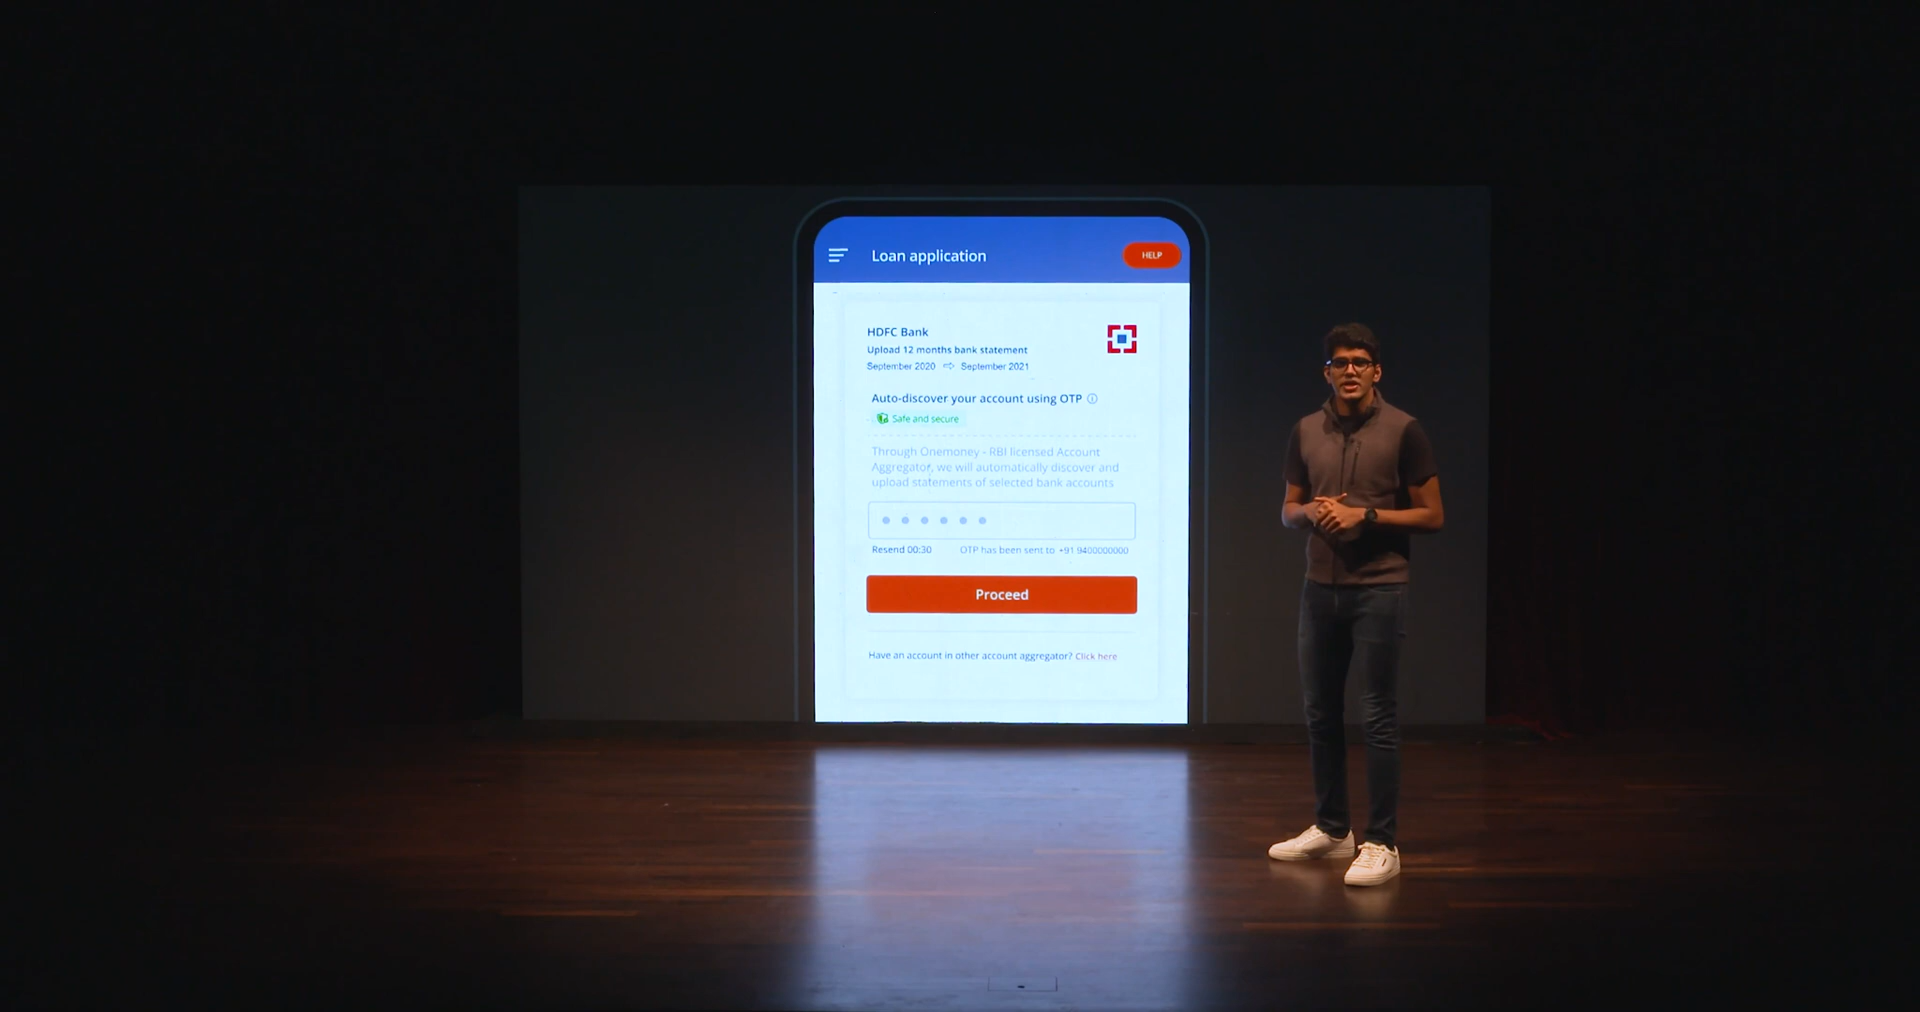 Loan application
HELP
HDFC Bank
Upload 12 months bank statement
September 2020 ⇨ September 2021
Auto-discover your account using OTP
Safe and secure
Through Onemoney - RBI licensed Account
Aggregator, we will automatically discover and
upload statements of selected bank accounts
Resend 00:30 OTP has been sent to +91 9400000000
Proceed
Have an account in other account aggregator? Click here